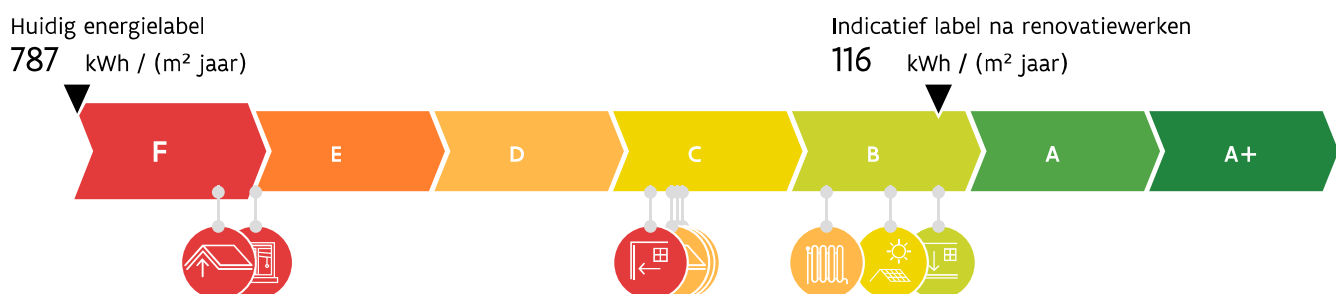 Huidig energielabel
787 kWh / (m² jaar)
Indicatief label na renovatiewerken
116 kWh / (m² jaar)
F E D C B A A+